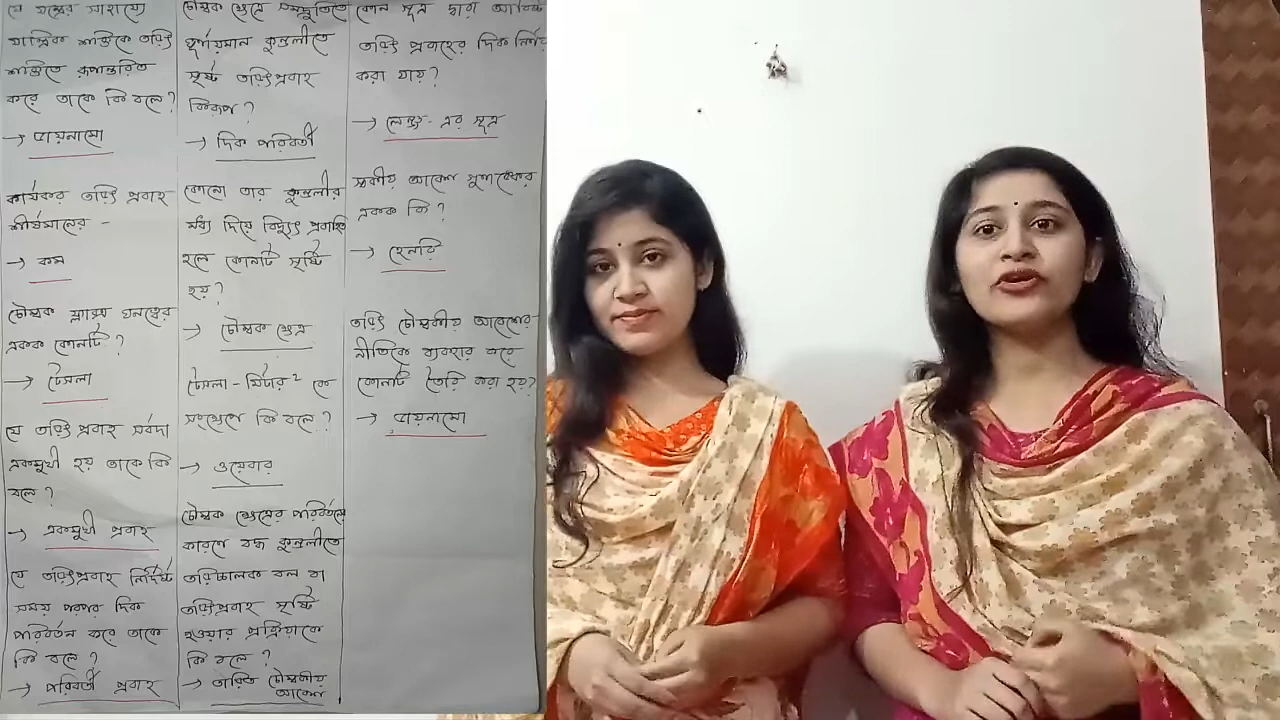 যে যন্ত্রের সাহায্যে
যান্ত্রিক শক্তিকে তড়িৎ
শক্তিতে রূপান্তরিত
করে তাকে কি বলে?
→ ডায়নামো
কার্যকর তড়িৎ প্রবাহ
শীর্ষমানের -
→ কম
চৌম্বক ফ্লাক্স ঘনত্বের
একক কোনটি?
→ টেসলা
যে তড়িৎ প্রবাহ সর্বদা
একমুখী হয় তাকে কি
বলে?
→ একমুখী প্রবাহ
যে তড়িৎপ্রবাহ নির্দিষ্ট
সময় পরপর দিক
পরিবর্তন করে তাকে
কি বলে?
→ পরিবর্তী প্রবাহ
চৌম্বক ক্ষেত্রে সমদ্রুতিতে
ঘূর্ণায়মান কুন্ডলীতে
সৃষ্ট তড়িৎপ্রবাহ
কিরূপ?
→ দিক পরিবর্তী
কোনো তার কুন্ডলীর
মধ্য দিয়ে বিদ্যুৎ প্রবাহিত
হলে কোনটি সৃষ্টি
হয়?
→ চৌম্বক ক্ষেত্র
টেসলা - মিটার² কে
সংক্ষেপে কি বলে?
→ ওয়েবার
চৌম্বক ক্ষেত্রের পরিবর্তনের
কারণে বদ্ধ কুন্ডলীতে
তড়িচ্চালক বল বা
তড়িৎপ্রবাহ সৃষ্টি
হওয়ার প্রক্রিয়াকে
কি বলে?
→ তাড়িত চৌম্বকীয়
আবেশ
কোন সূত্র দ্বারা আবিষ্ট
তড়িৎ প্রবাহের দিক নির্ণয়
করা যায়?
→ লেঞ্জ - এর সূত্র
স্বকীয় আবেশ গুণাঙ্কের
একক কি?
→ হেনরি
তড়িৎ চৌম্বকীয় আবেশের
নীতিকে ব্যবহার করে
কোনটি তৈরি করা হয়?
→ ডায়নামো